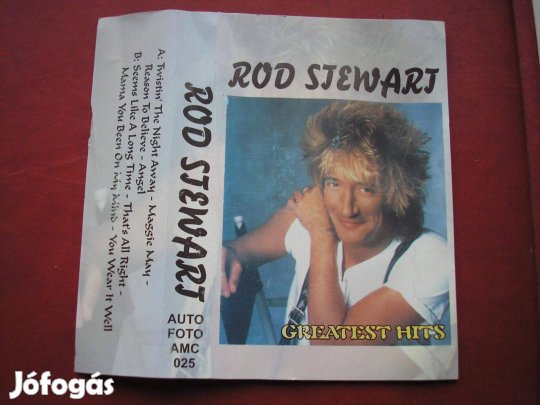 A: Twistin' The Night Away - Maggie May -
Reason To Believe - Angel
B: Seems Like A Long Time - That's All Right -
Mama You Been On My Mind - You Wear It Well
ROD STEWART
AUTO
FOTO
AMC
025
ROD STEWART
GREATEST HITS
Jófogás